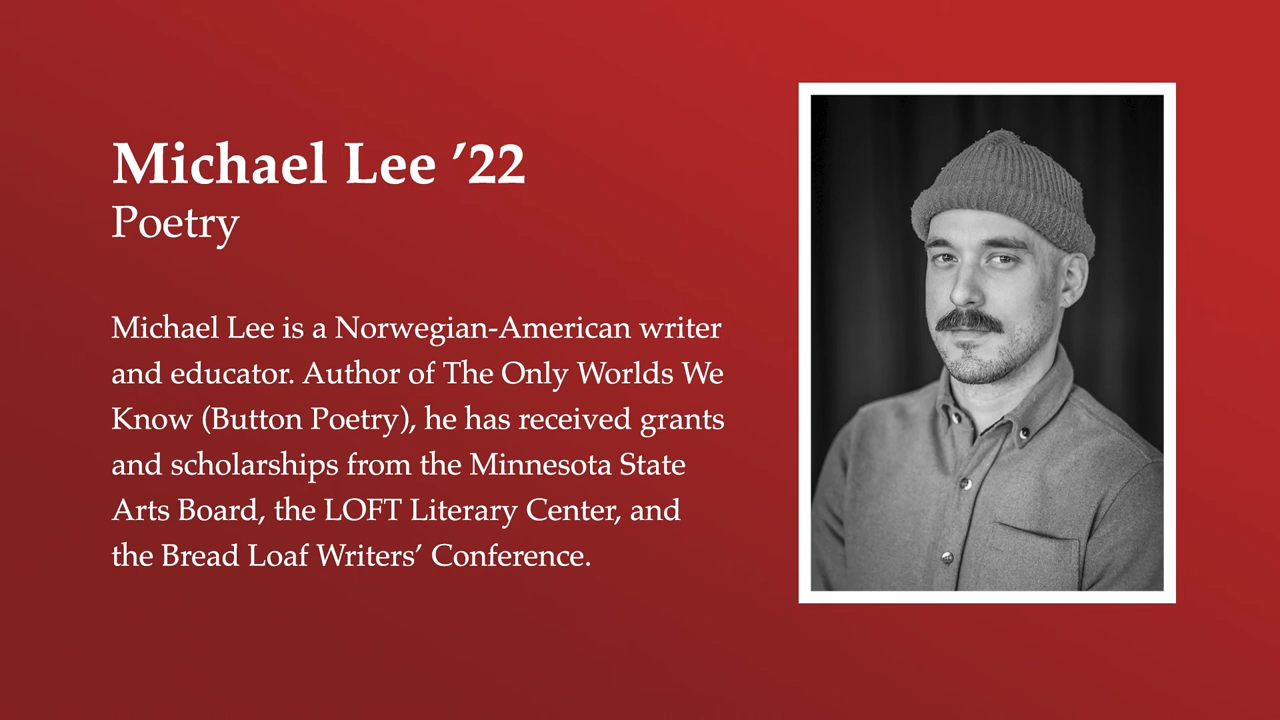 Michael Lee ’22
Poetry
Michael Lee is a Norwegian-American writer
and educator. Author of The Only Worlds We
Know (Button Poetry), he has received grants
and scholarships from the Minnesota State
Arts Board, the LOFT Literary Center, and
the Bread Loaf Writers’ Conference.